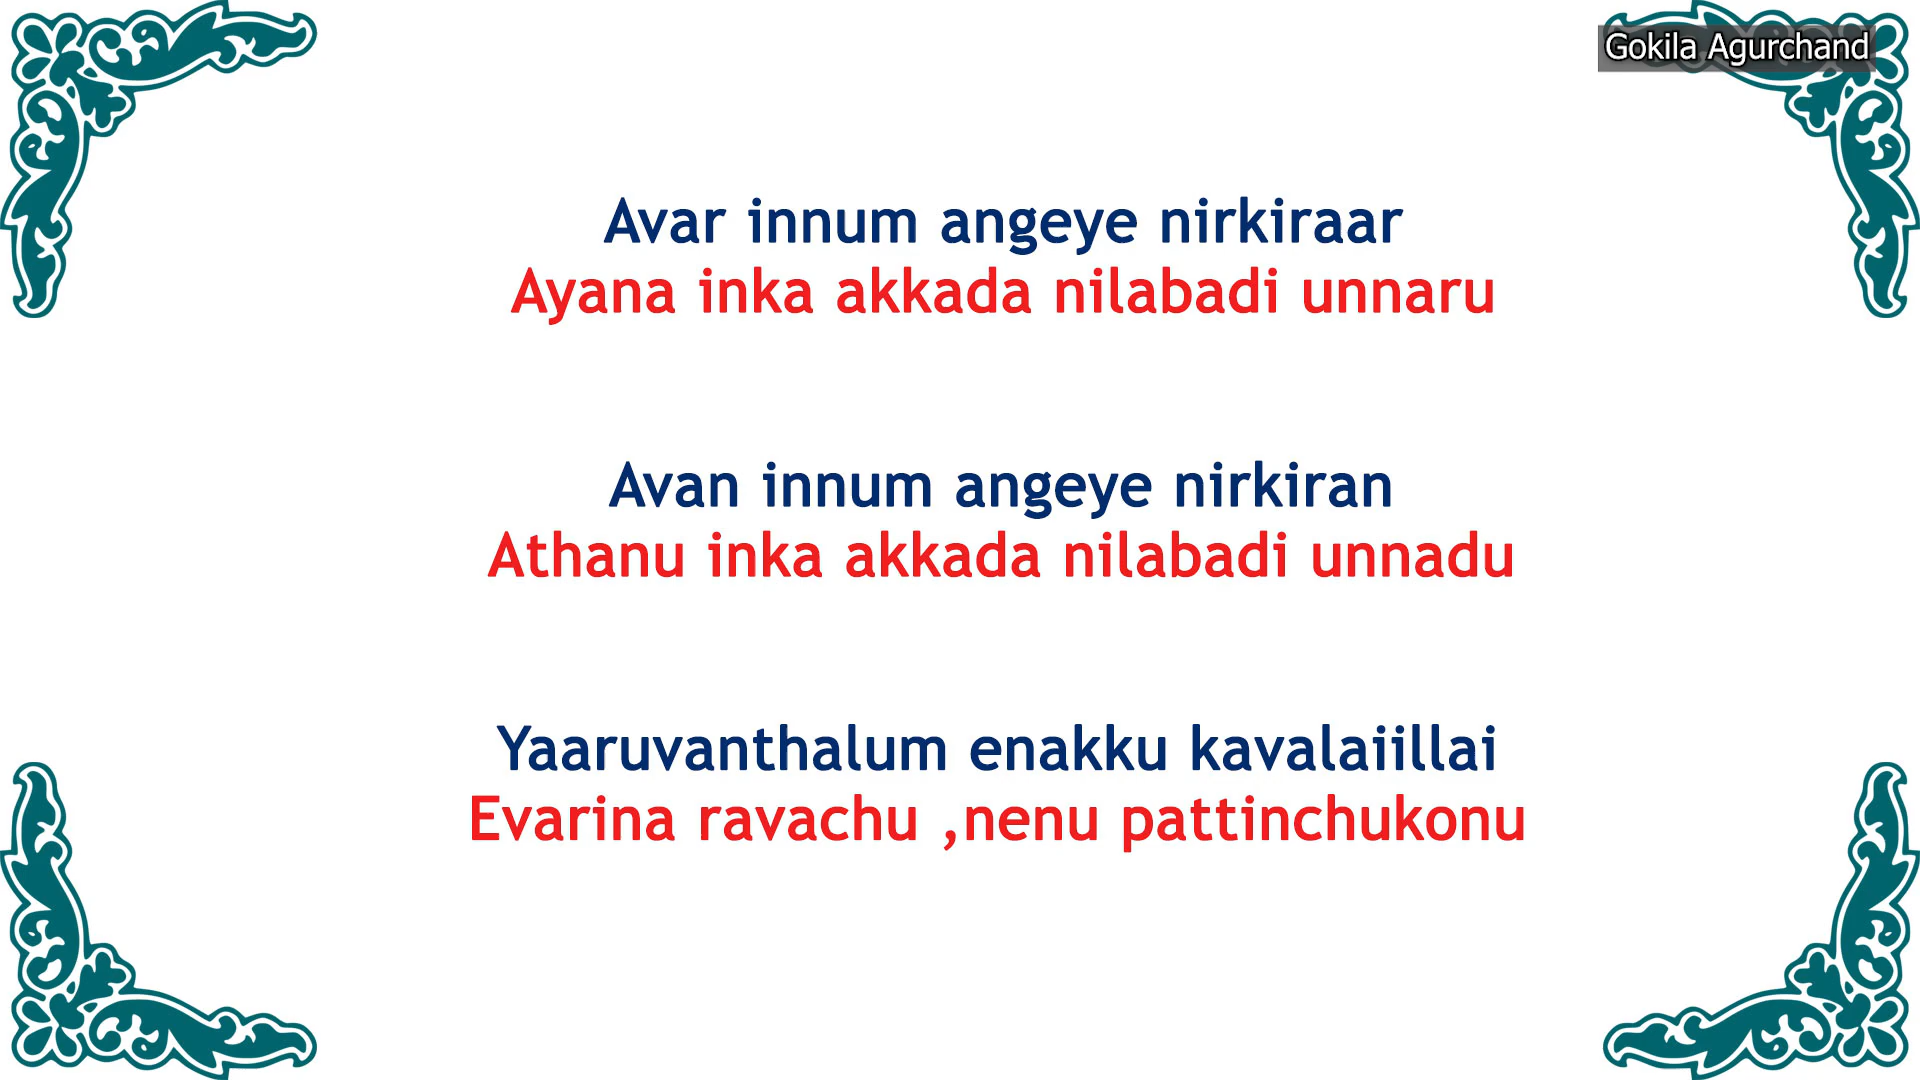 Gokila Agurchand
Avar innum angeye nirkiraar
Ayana inka akkada nilabadi unnaru
Avan innum angeye nirkiran
Athanu inka akkada nilabadi unnadu
Yaaruvanthalum enakku kavalaiillai
Evarina ravachu ,nenu pattinchukonu